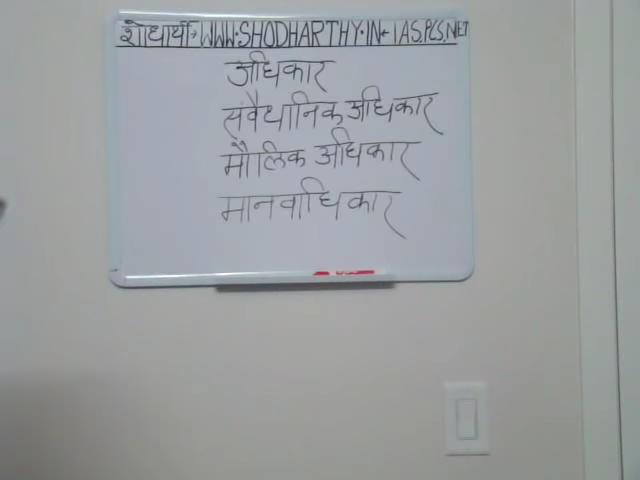 शोधार्थी→WWW.SHODHARTHY.IN←IAS,PCS,NET
अधिकार
संवैधानिक अधिकार
मौलिक अधिकार
मानवाधिकार